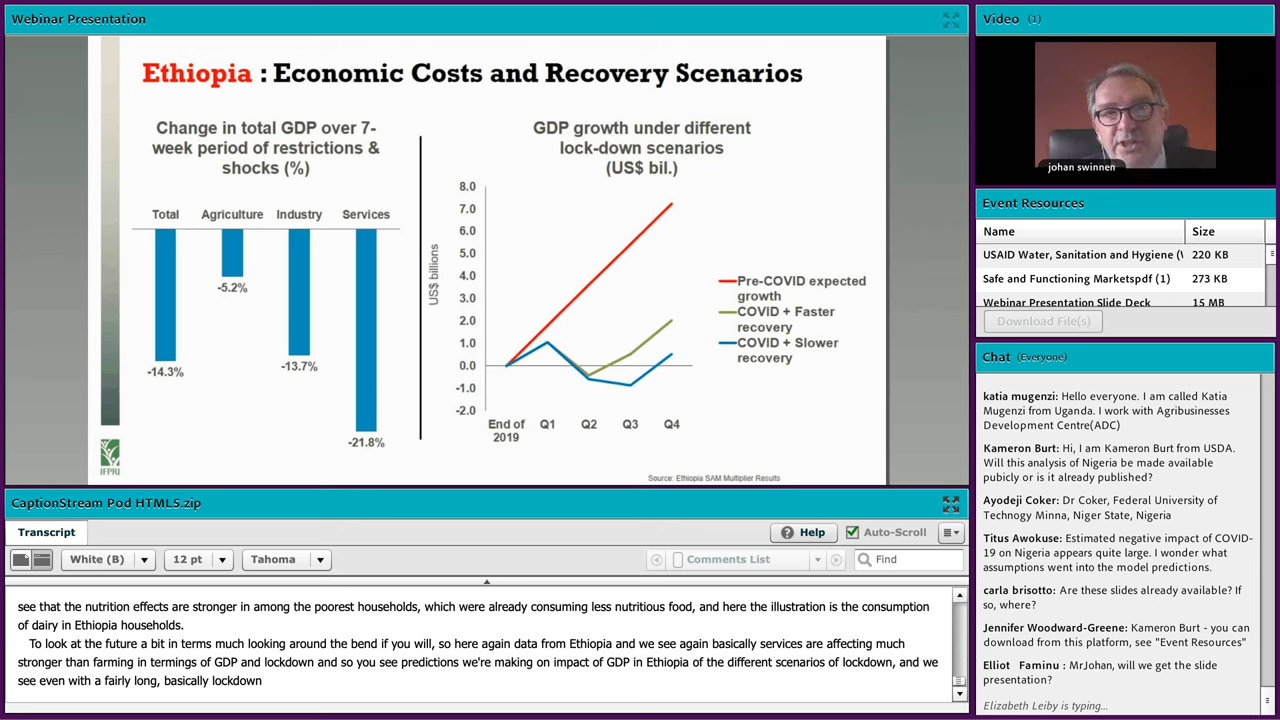 Webinar Presentation
Ethiopia : Economic Costs and Recovery Scenarios
Change in total GDP over 7-
week period of restrictions &
shocks (%)
Total Agriculture Industry Services
-5.2%
-14.3%
-13.7%
-21.8%
GDP growth under different
lock-down scenarios
(US$ bil.)
US$ billions
8.0
7.0
6.0
5.0
4.0
3.0
2.0
1.0
0.0
-1.0
-2.0
End of
2019
Q1 Q2 Q3 Q4
Pre-COVID expected
growth
COVID + Faster
recovery
COVID + Slower
recovery
IFPRI
Source: Ethiopia SAM Multiplier Results
CaptionStream Pod HTML5.zip
Transcript
Help
Auto-Scroll
White (B)
12 pt
Tahoma
Comments List
Find
see that the nutrition effects are stronger in among the poorest households, which were already consuming less nutritious food, and here the illustration is the consumption
of dairy in Ethiopia households.
To look at the future a bit in terms much looking around the bend if you will, so here again data from Ethiopia and we see again basically services are affecting much
stronger than farming in termings of GDP and lockdown and so you see predictions we're making on impact of GDP in Ethiopia of the different scenarios of lockdown, and we
see even with a fairly long, basically lockdown
Video (1)
johan swinnen
Event Resources
Name Size
USAID Water, Sanitation and Hygiene (\ 220 KB
Safe and Functioning Marketspdf (1) 273 KB
Webinar Presentation Slide Deck 15 MB
Download File(s)
Chat (Everyone)
katia mugenzi: Hello everyone. I am called Katia
Mugenzi from Uganda. I work with Agribusinesses
Development Centre(ADC)
Kameron Burt: Hi, I am Kameron Burt from USDA.
Will this analysis of Nigeria be made available
pubicly or is it already published?
Ayodeji Coker: Dr Coker, Federal University of
Technogy Minna, Niger State, Nigeria
Titus Awokuse: Estimated negative impact of COVID-
19 on Nigeria appears quite large. I wonder what
assumptions went into the model predictions.
carla brisotto: Are these slides already available? If
so, where?
Jennifer Woodward-Greene: Kameron Burt - you can
download from this platform, see "Event Resources"
Elliot Faminu : MrJohan, will we get the slide
presentation?
Elizabeth Leiby is typing...